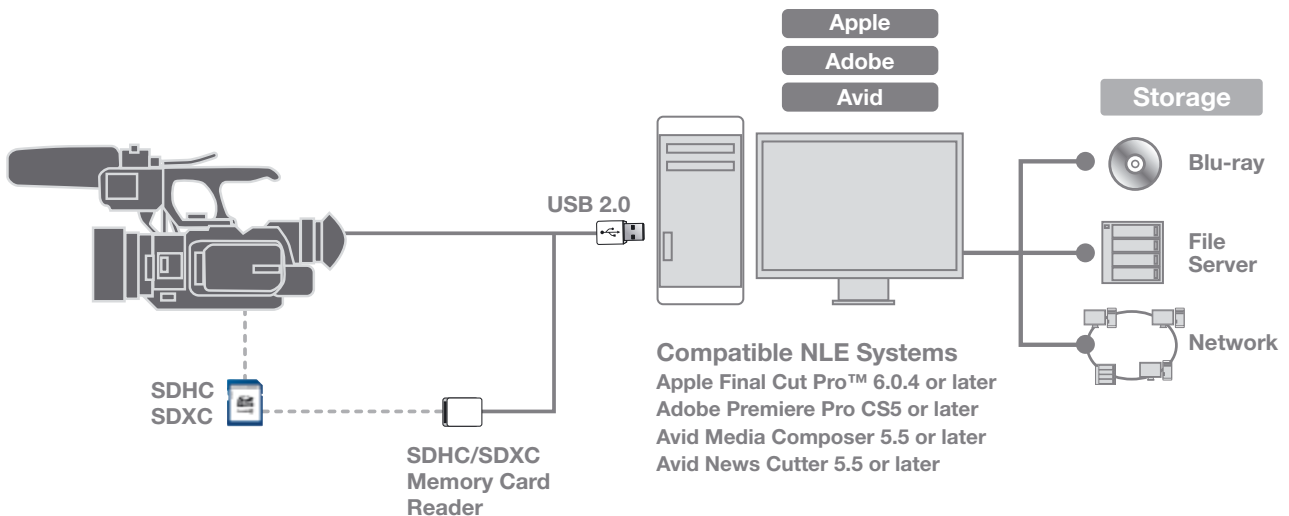 Apple
Adobe
Avid
Storage
USB 2.0
Blu-ray
File
Server
Network
SDHC
SDXC
SDHC/SDXC
Memory Card
Reader
Compatible NLE Systems
Apple Final Cut Pro™ 6.0.4 or later
Adobe Premiere Pro CS5 or later
Avid Media Composer 5.5 or later
Avid News Cutter 5.5 or later